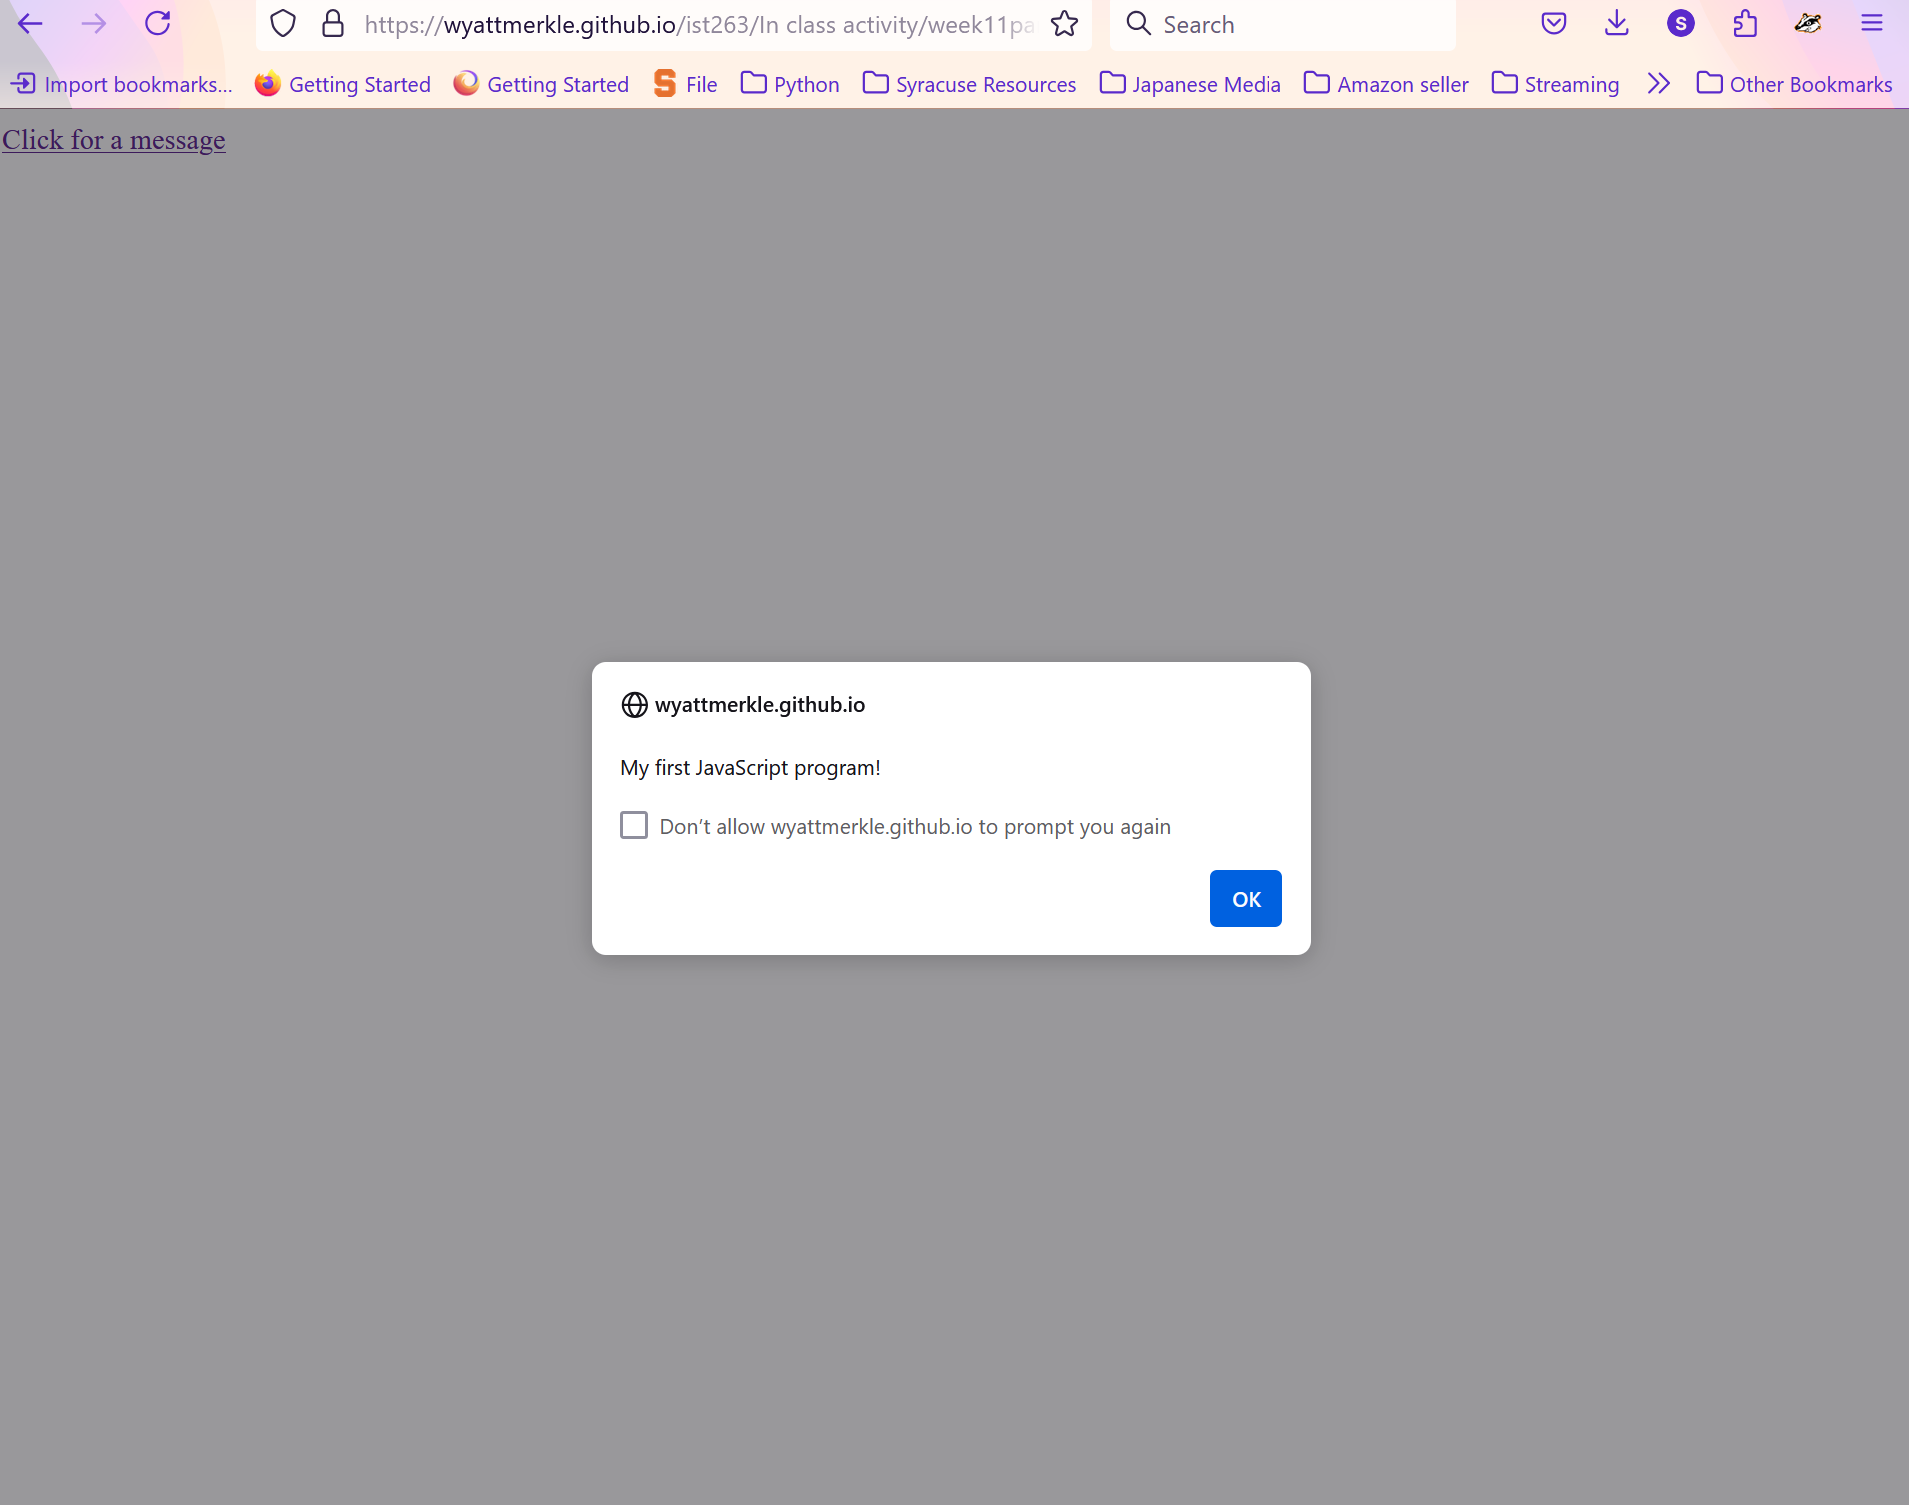 https://wyattmerkle.github.io/ist263/In class activity/week11pa
Search
S
Import bookmarks...
Getting Started
Getting Started
S
File
Python
Syracuse Resources
Japanese Media
Amazon seller
Streaming
Other Bookmarks
Click for a message
wyattmerkle.github.io
My first JavaScript program!
Don’t allow wyattmerkle.github.io to prompt you again
OK